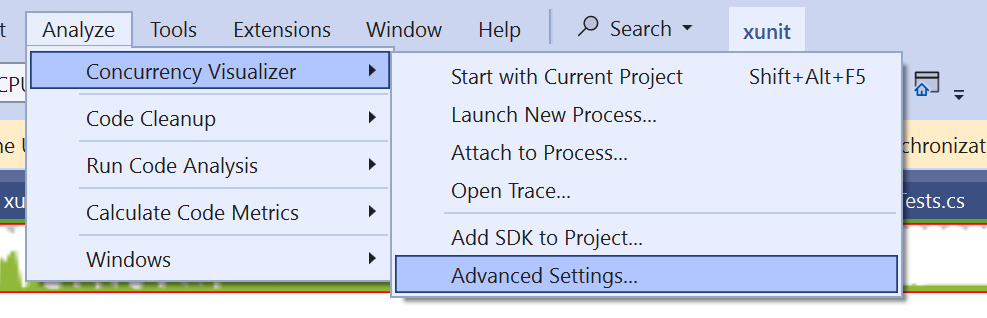 Analyze Tools Extensions Window Help Search xunit
Concurrency Visualizer
Code Cleanup
Run Code Analysis
Calculate Code Metrics
Windows
Start with Current Project Shift+Alt+F5
Launch New Process...
Attach to Process...
Open Trace...
Add SDK to Project...
Advanced Settings...
CPU
ne U
chronizat
xu
Tests.cs